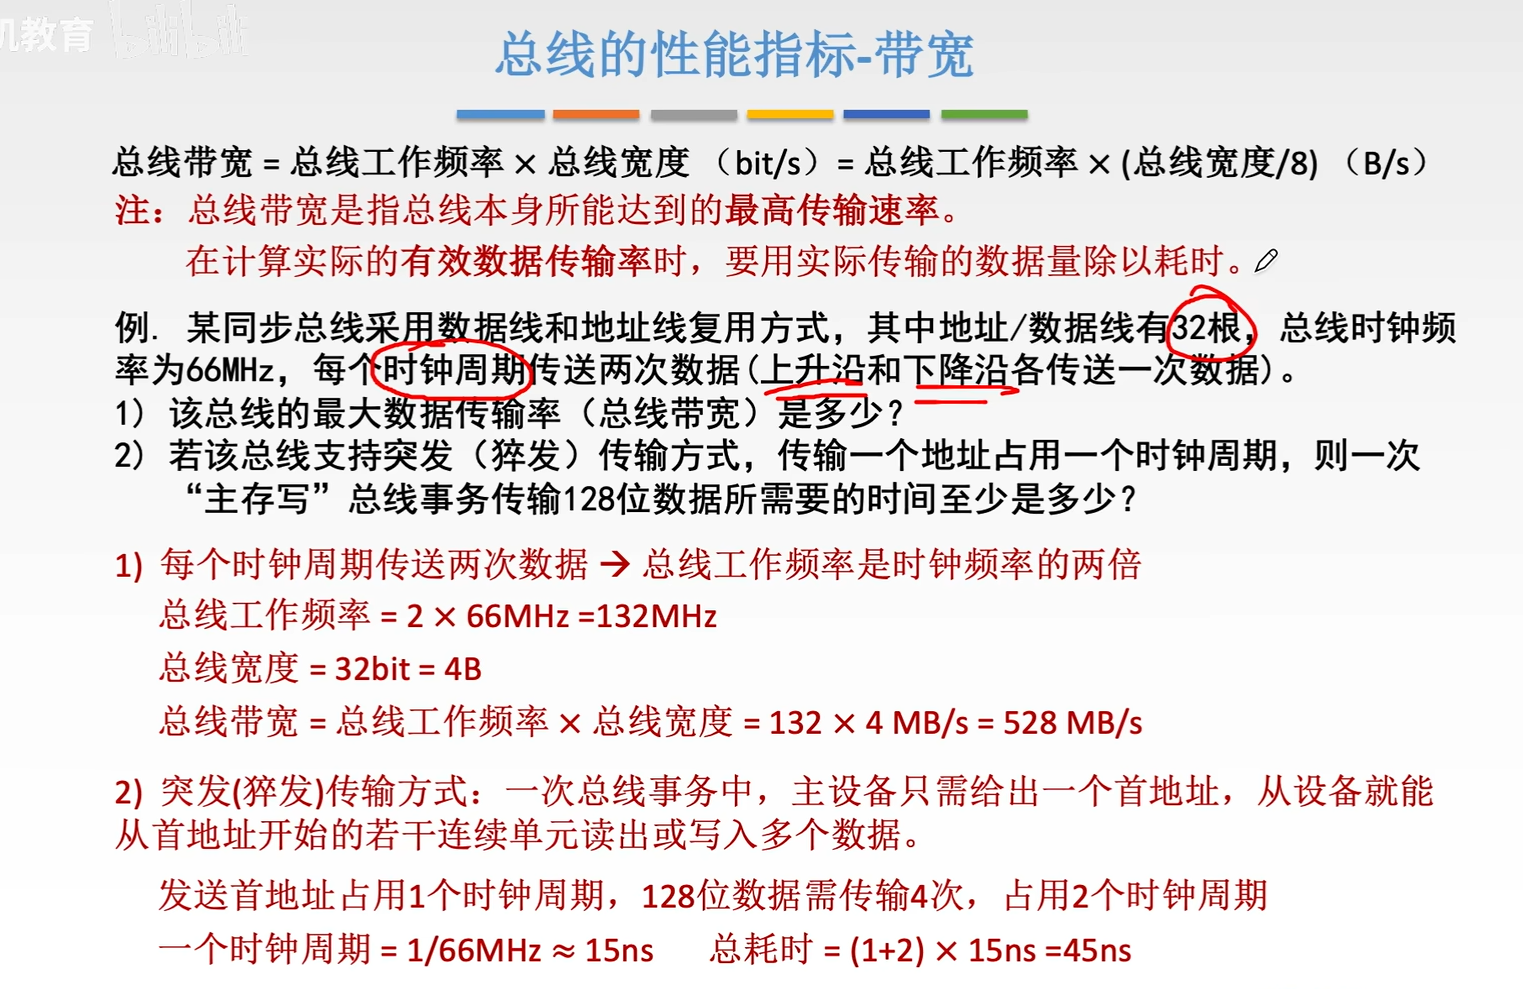 机教育 bilibili
总线的性能指标-带宽
总线带宽 = 总线工作频率 × 总线宽度 （bit/s）= 总线工作频率 × (总线宽度/8) （B/s）
注：总线带宽是指总线本身所能达到的最高传输速率。
在计算实际的有效数据传输率时，要用实际传输的数据量除以耗时。
例. 某同步总线采用数据线和地址线复用方式，其中地址/数据线有32根，总线时钟频
率为66MHz，每个时钟周期传送两次数据(上升沿和下降沿各传送一次数据)。
1) 该总线的最大数据传输率（总线带宽）是多少?
2) 若该总线支持突发（猝发）传输方式，传输一个地址占用一个时钟周期，则一次
“主存写”总线事务传输128位数据所需要的时间至少是多少?
1) 每个时钟周期传送两次数据 → 总线工作频率是时钟频率的两倍
总线工作频率 = 2 × 66MHz =132MHz
总线宽度 = 32bit = 4B
总线带宽 = 总线工作频率 × 总线宽度 = 132 × 4 MB/s = 528 MB/s
2) 突发(猝发)传输方式：一次总线事务中，主设备只需给出一个首地址，从设备就能
从首地址开始的若干连续单元读出或写入多个数据。
发送首地址占用1个时钟周期，128位数据需传输4次，占用2个时钟周期
一个时钟周期 = 1/66MHz ≈ 15ns 总耗时 = (1+2) × 15ns =45ns